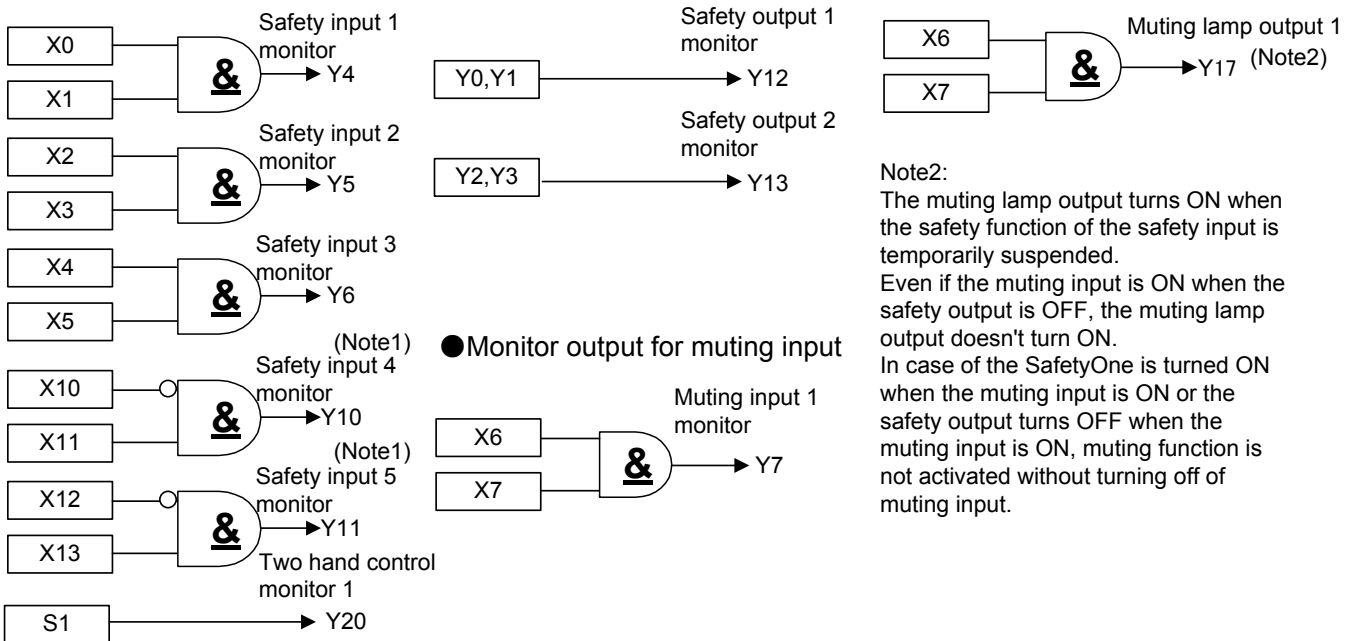 Safety input 1
monitor
X0
X1
&
Y4
Safety input 2
monitor
X2
X3
&
Y5
Safety input 3
monitor
X4
X5
&
Y6
(Note1)
Safety input 4
monitor
X10
X11
&
Y10
(Note1)
Safety input 5
monitor
X12
X13
&
Y11
Two hand control
monitor 1
S1
Y20
Safety output 1
monitor
Y0,Y1
Y12
Safety output 2
monitor
Y2,Y3
Y13
●Monitor output for muting input
Muting input 1
monitor
X6
X7
&
Y7
Muting lamp output 1
X6
X7
&
Y17 (Note2)
Note2:
The muting lamp output turns ON when
the safety function of the safety input is
temporarily suspended.
Even if the muting input is ON when the
safety output is OFF, the muting lamp
output doesn't turn ON.
In case of the SafetyOne is turned ON
when the muting input is ON or the
safety output turns OFF when the
muting input is ON, muting function is
not activated without turning off of
muting input.